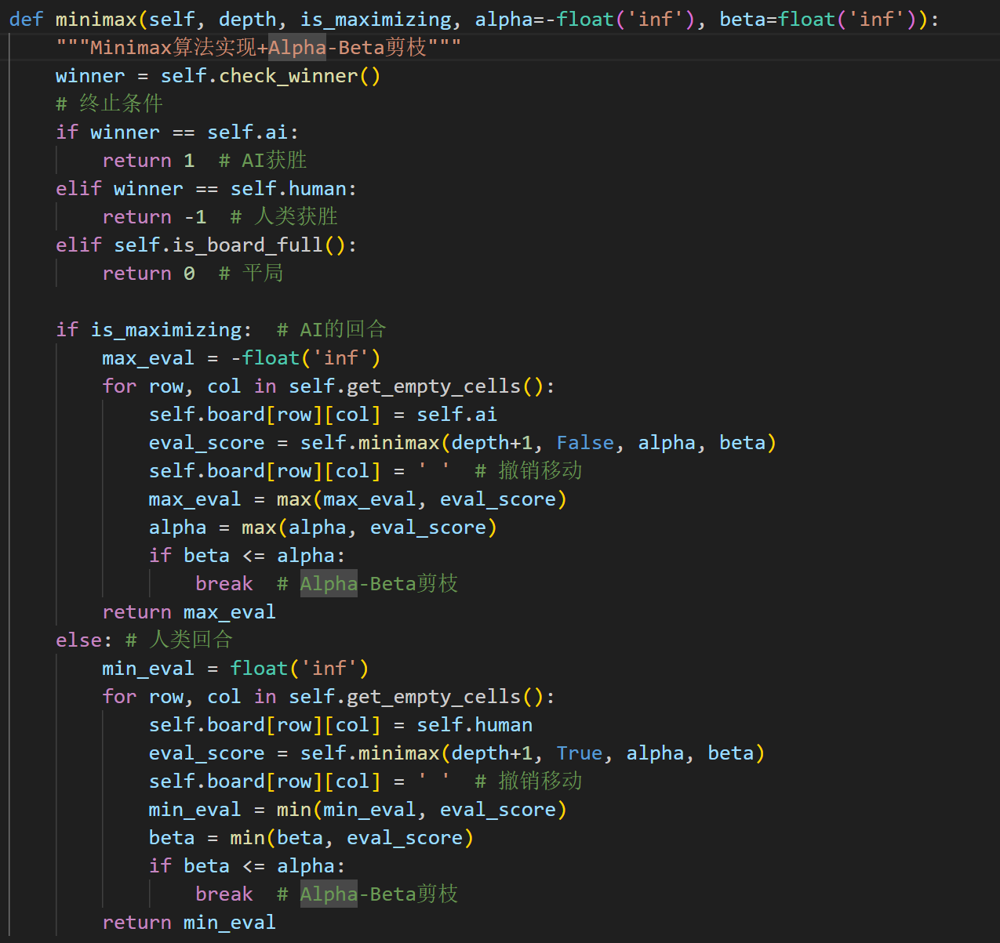 def minimax(self, depth, is_maximizing, alpha=-float('inf'), beta=float('inf')):
    """Minimax算法实现+Alpha-Beta剪枝"""
    winner = self.check_winner()
    # 终止条件
    if winner == self.ai:
        return 1  # AI获胜
    elif winner == self.human:
        return -1  # 人类获胜
    elif self.is_board_full():
        return 0  # 平局

    if is_maximizing:  # AI的回合
        max_eval = -float('inf')
        for row, col in self.get_empty_cells():
            self.board[row][col] = self.ai
            eval_score = self.minimax(depth+1, False, alpha, beta)
            self.board[row][col] = ' '  # 撤销移动
            max_eval = max(max_eval, eval_score)
            alpha = max(alpha, eval_score)
            if beta <= alpha:
                break  # Alpha-Beta剪枝
        return max_eval
    else: # 人类回合
        min_eval = float('inf')
        for row, col in self.get_empty_cells():
            self.board[row][col] = self.human
            eval_score = self.minimax(depth+1, True, alpha, beta)
            self.board[row][col] = ' '  # 撤销移动
            min_eval = min(min_eval, eval_score)
            beta = min(beta, eval_score)
            if beta <= alpha:
                break  # Alpha-Beta剪枝
        return min_eval